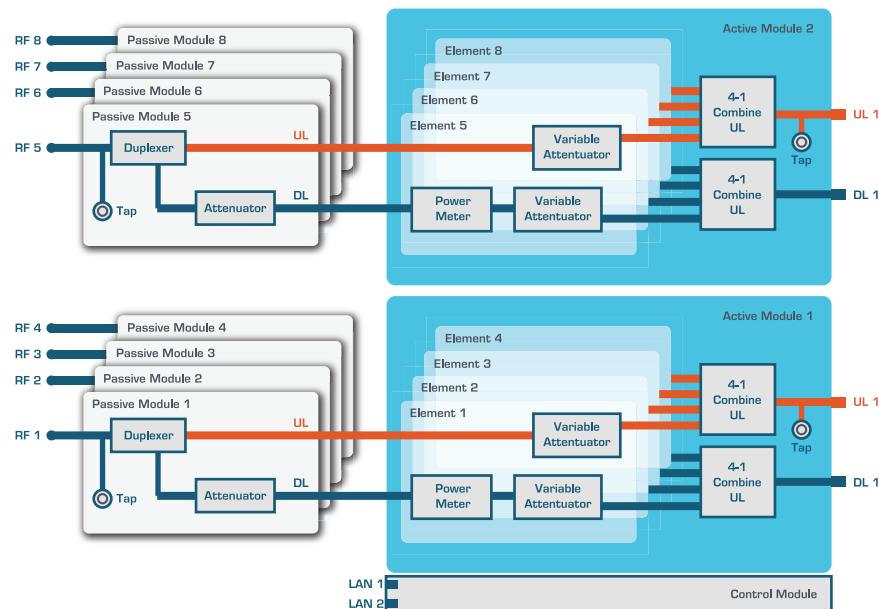 Active Module 2
RF 8
Passive Module 8
RF 7
Passive Module 7
RF 6
Passive Module 6
Passive Module 5
RF 5
Duplexer
UL
Tap
Attenuator
DL
Element 8
Element 7
Element 6
Element 5
Variable
Attentuator
Power
Meter
Variable
Attentuator
4-1
Combine
UL
UL 1
Tap
4-1
Combine
UL
DL 1
Active Module 1
RF 4
Passive Module 4
RF 3
Passive Module 3
RF 2
Passive Module 2
Passive Module 1
RF 1
Duplexer
UL
Tap
Attenuator
DL
Element 4
Element 3
Element 2
Element 1
Variable
Attentuator
Power
Meter
Variable
Attentuator
4-1
Combine
UL
UL 1
Tap
4-1
Combine
UL
DL 1
LAN 1
LAN 2
Control Module